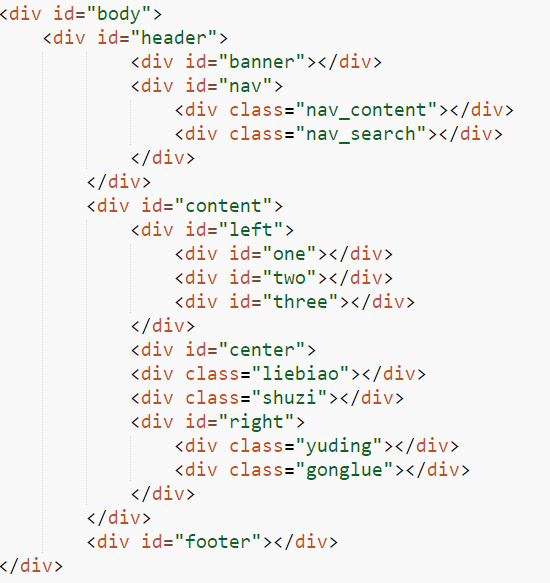 <div id="body">
<div id="header">
<div id="banner"></div>
<div id="nav">
<div class="nav_content"></div>
<div class="nav_search"></div>
</div>
</div>
<div id="content">
<div id="left">
<div id="one"></div>
<div id="two"></div>
<div id="three"></div>
</div>
<div id="center">
<div class="liebiao"></div>
<div class="shuzi"></div>
<div id="right">
<div class="yuding"></div>
<div class="gonglue"></div>
</div>
</div>
<div id="footer"></div>
</div>